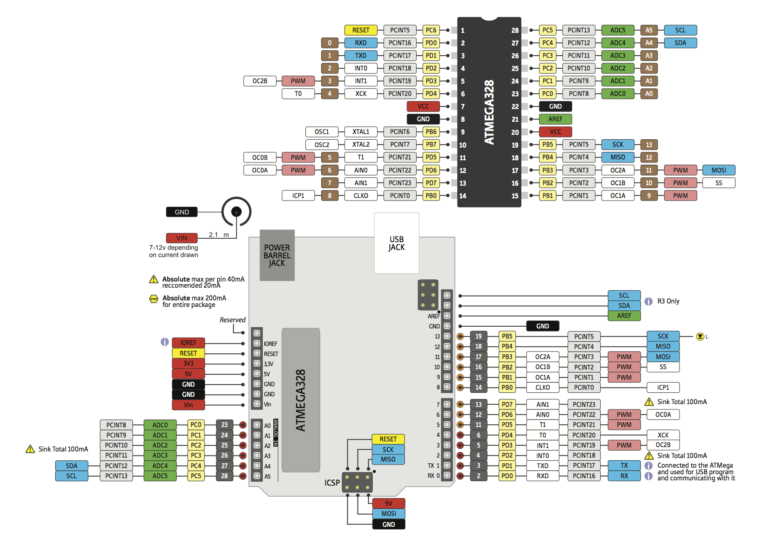 RESET PCINT5 PC6 1 28 PC5 PCINT13 ADC5 A5 SCL
0 RXD PCINT16 PD0 2 27 PC4 PCINT12 ADC4 A4 SDA
1 TXD PCINT17 PD1 3 26 PC3 PCINT11 ADC3 A3
2 INT0 PCINT18 PD2 4 25 PC2 PCINT10 ADC2 A2
OC2B PWM 3 INT1 PCINT19 PD3 5 24 PC1 PCINT9 ADC1 A1
T0 4 XCK PCINT20 PD4 6 23 PC0 PCINT8 ADC0 A0
VCC 7 22 GND
GND 8 21 AREF
OSC1 XTAL1 PCINT6 PB6 9 20 VCC
OSC2 XTAL2 PCINT7 PB7 10 19 PB5 PCINT5 SCK 13
OC0B PWM 5 T1 PCINT21 PD5 11 18 PB4 PCINT4 MISO 12
OC0A PWM 6 AIN0 PCINT22 PD6 12 17 PB3 PCINT3 OC2A 11 PWM MOSI
7 AIN1 PCINT23 PD7 13 16 PB2 PCINT2 OC1B 10 PWM SS
ICP1 8 CLKO PCINT0 PB0 14 15 PB1 PCINT1 OC1A 9 PWM
ATMEGA328
GND
VIN 2.1 m
7-12v depending
on current drawn
Absolute max per pin 40mA
reccomended 20mA
Absolute max 200mA
for entire package
POWER
BARREL
JACK
USB
JACK
Reserved
IOREF IOREF
RESET RESET
3V3 3.3V
5V 5V
GND GND
GND GND
Vin Vin
ATMEGA328
PCINT8 ADC0 PC0 23 A0
PCINT9 ADC1 PC1 24 A1
PCINT10 ADC2 PC2 25 A2
PCINT11 ADC3 PC3 26 A3
SDA PCINT12 ADC4 PC4 27 A4
SCL PCINT13 ADC5 PC5 28 A5
Sink Total 100mA
SCL
SDA R3 Only
AREF AREF
GND GND
13 19 PB5 PCINT5 SCK L
12 18 PB4 PCINT4 MISO
11 17 PB3 OC2A PCINT3 PWM MOSI
10 16 PB2 OC1B PCINT2 PWM SS
9 15 PB1 OC1A PCINT1 PWM
8 14 PB0 CLKO PCINT0 ICP1
Sink Total 100mA
7 13 PD7 AIN1 PCINT23
6 12 PD6 AIN0 PCINT22 PWM OC0A
5 11 PD5 T1 PCINT21 PWM
4 6 PD4 T0 PCINT20 XCK
3 5 PD3 INT1 PCINT19 PWM OC2B
2 4 PD2 INT0 PCINT18
Sink Total 100mA
TX 1 3 PD1 TXD PCINT17 TX
RX 0 2 PD0 RXD PCINT16 RX
Connected to the ATMega
and used for USB program
and communicating with it
RESET
SCK
MISO
ICSP
5V
MOSI
GND